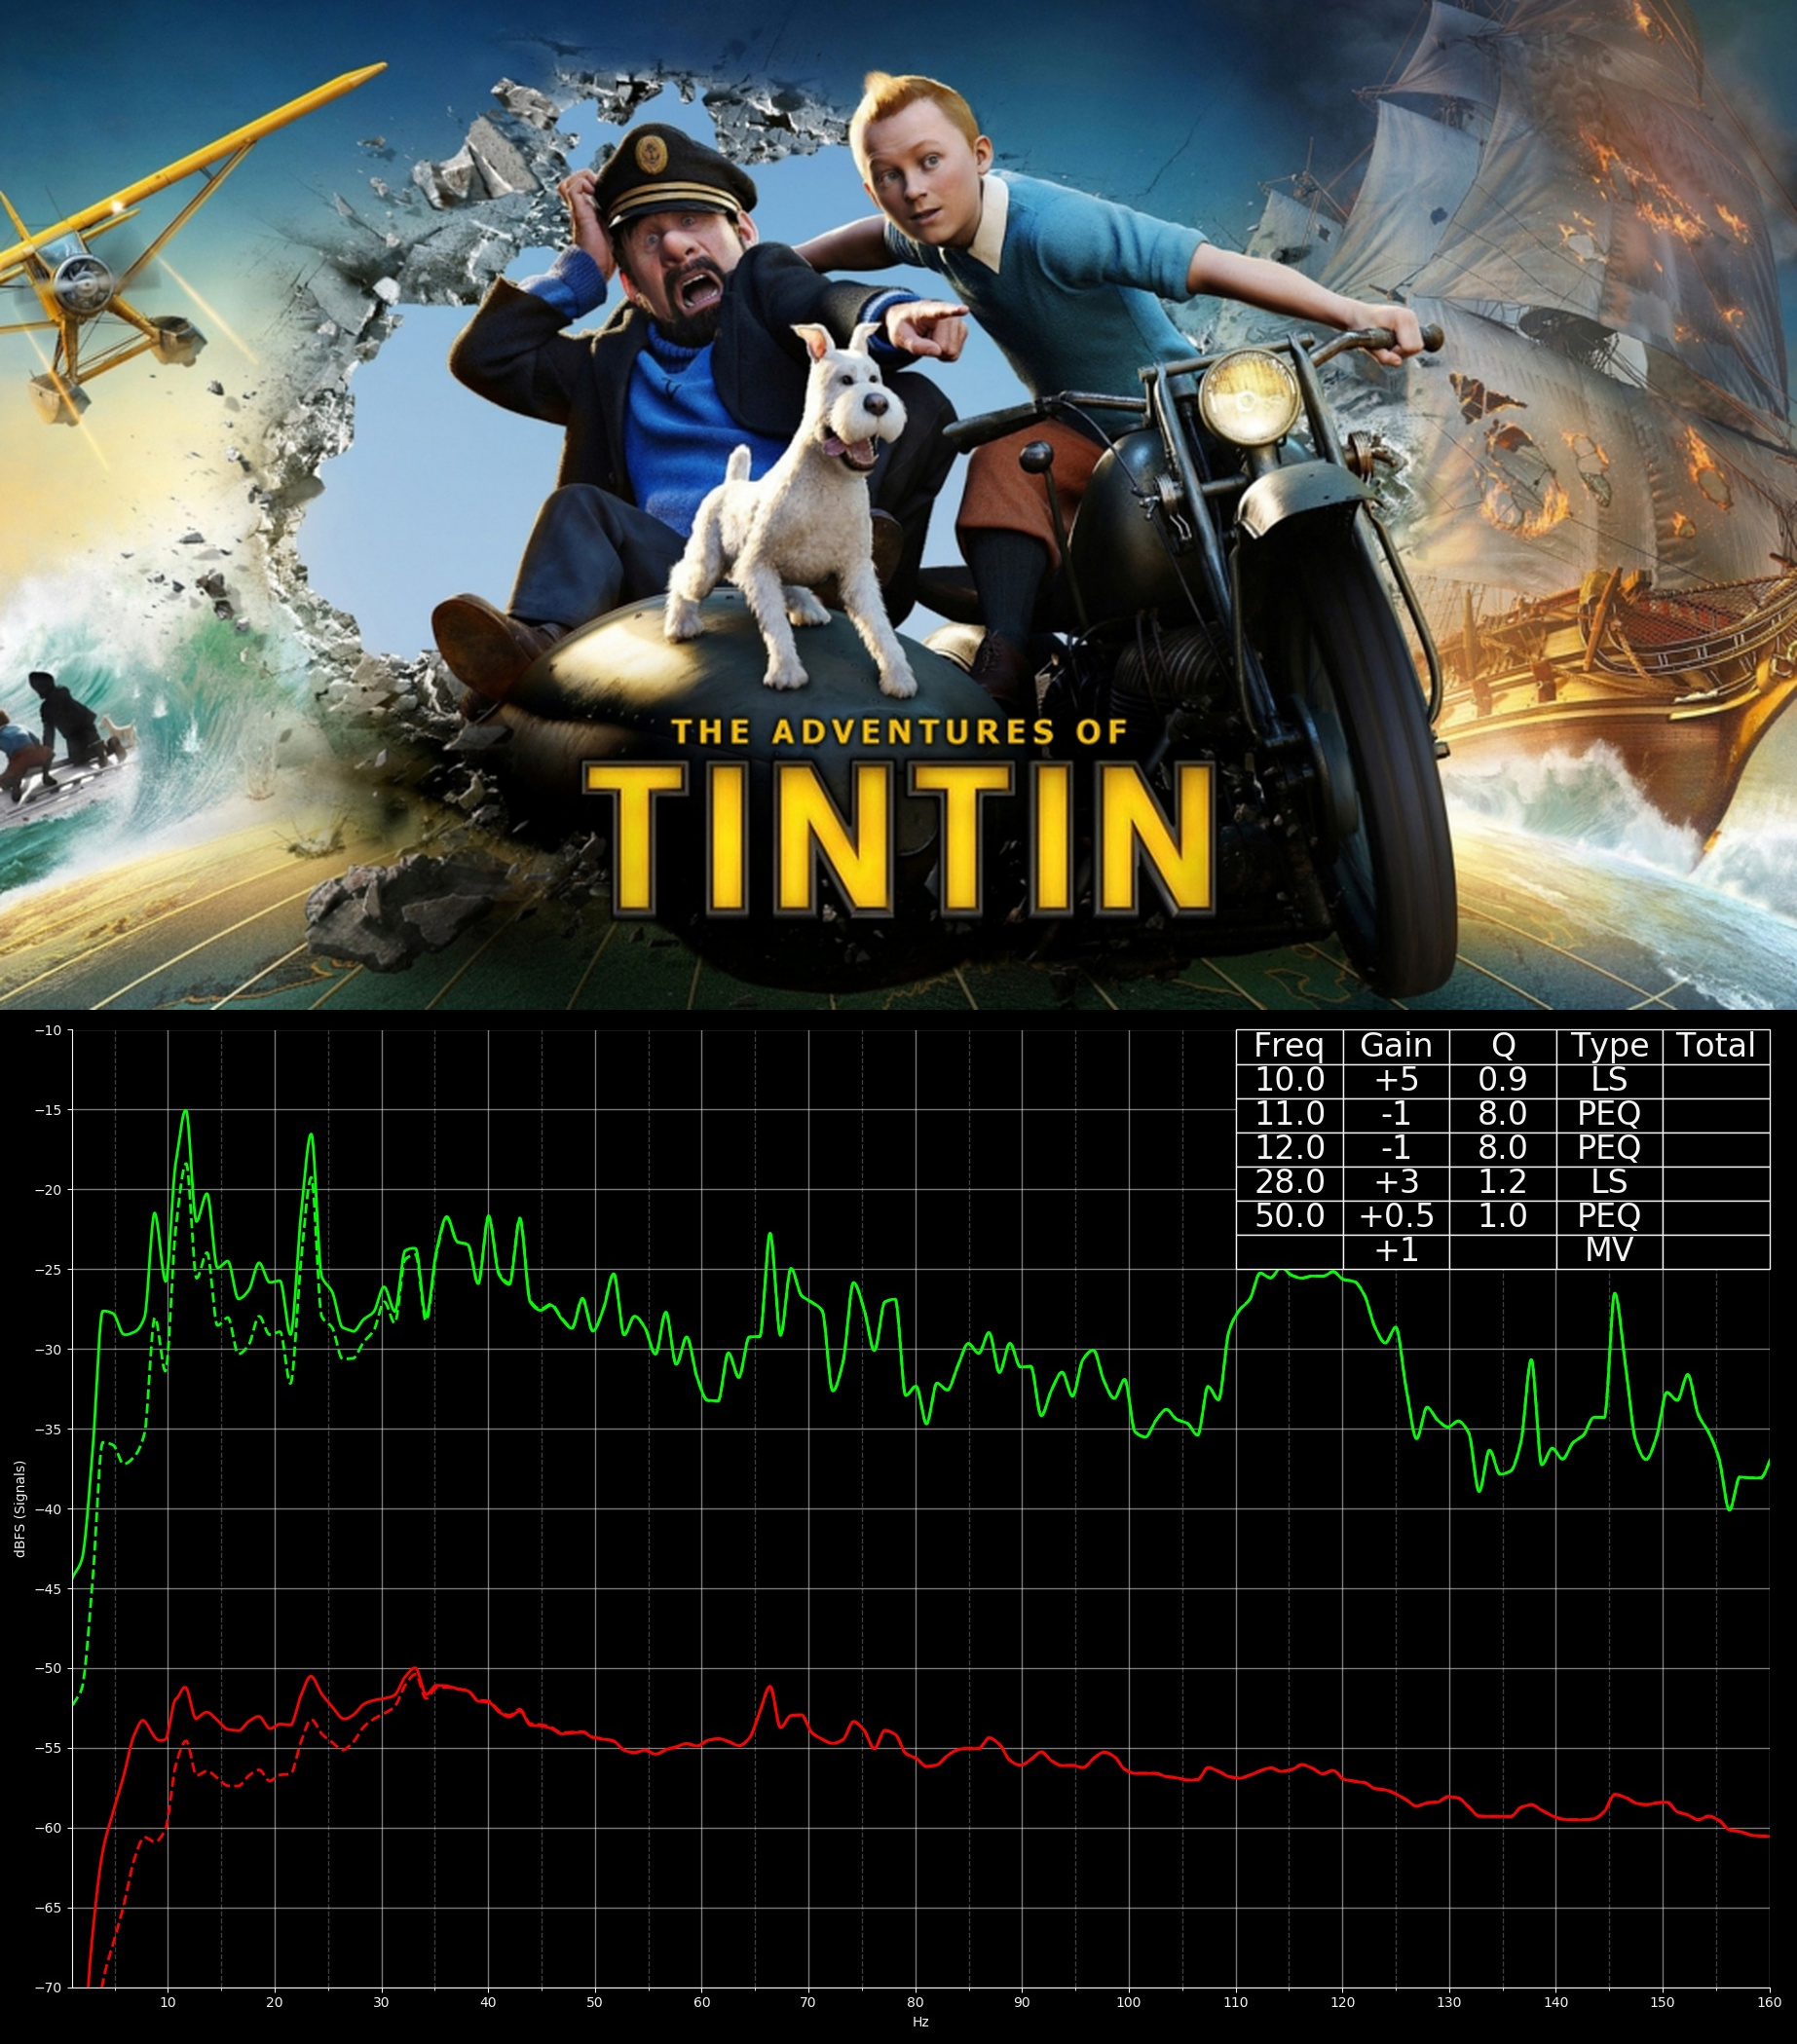 THE ADVENTURES OF
TINTIN
Freq Gain Q Type Total
10.0 +5 0.9 LS
11.0 -1 8.0 PEQ
12.0 -1 8.0 PEQ
28.0 +3 1.2 LS
50.0 +0.5 1.0 PEQ
+1 MV
−10
−15
−20
−25
−30
−35
−40
−45
−50
−55
−60
−65
−70
dBFS (Signals)
10 20 30 40 50 60 70 80 90 100 110 120 130 140 150 160
Hz